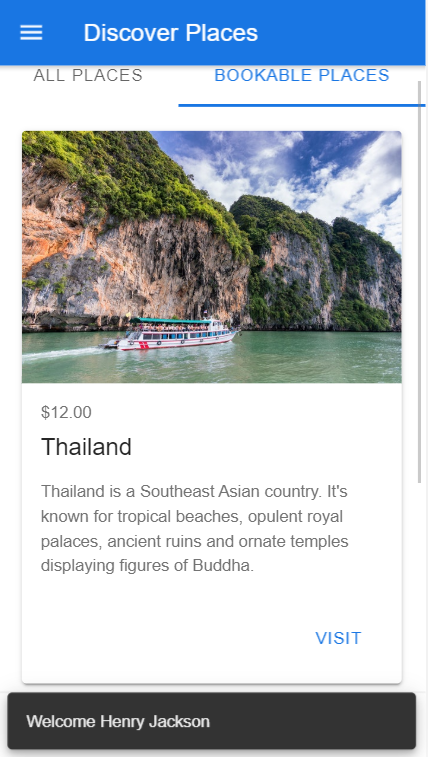 Discover Places
ALL PLACES
BOOKABLE PLACES
$12.00
Thailand
Thailand is a Southeast Asian country. It's
known for tropical beaches, opulent royal
palaces, ancient ruins and ornate temples
displaying figures of Buddha.
VISIT
Welcome Henry Jackson